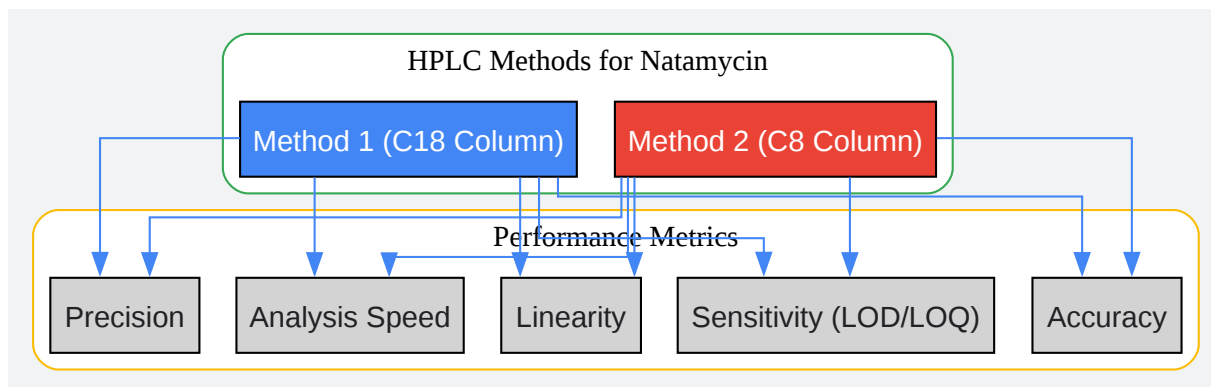 HPLC Methods for Natamycin
Method 1 (C18 Column)
Method 2 (C8 Column)
Performance Metrics
Precision
Analysis Speed
Linearity
Sensitivity (LOD/LOQ)
Accuracy